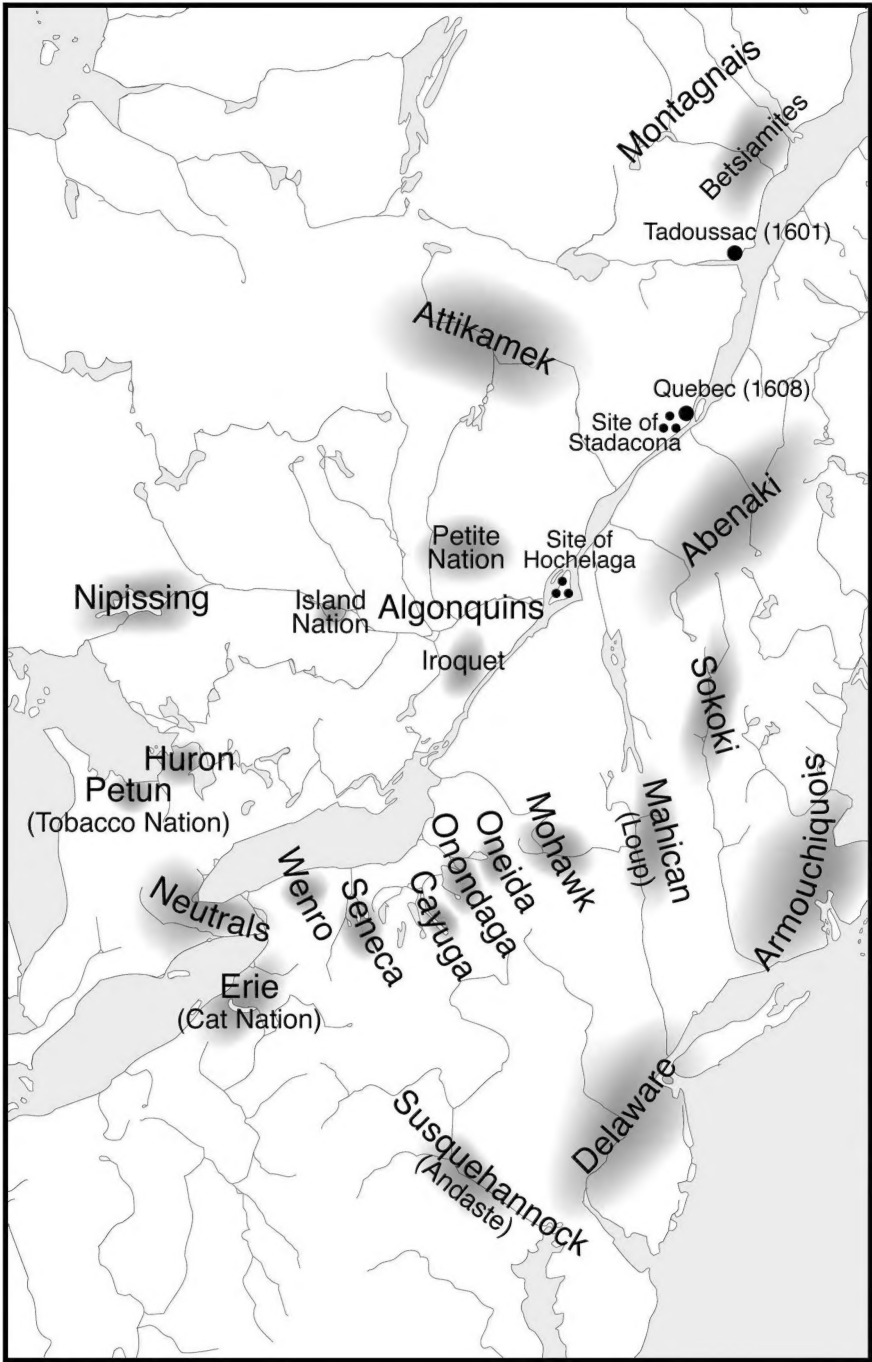 Montagnais
Betsiamites
Tadoussac (1601)
Attikamek
Quebec (1608)
Site of
Stadacona
Abenaki
Petite
Nation
Site of
Hochelaga
Nipissing
Island
Nation
Algonquins
Iroquet
Sokoki
Huron
Petun
(Tobacco Nation)
Neutrals
Wenro
Seneca
Cayuga
Onondaga
Oneida
Mohawk
Mahican
(Loup)
Armouchiqois
Erie
(Cat Nation)
Susquehannock
(Andaste)
Delaware